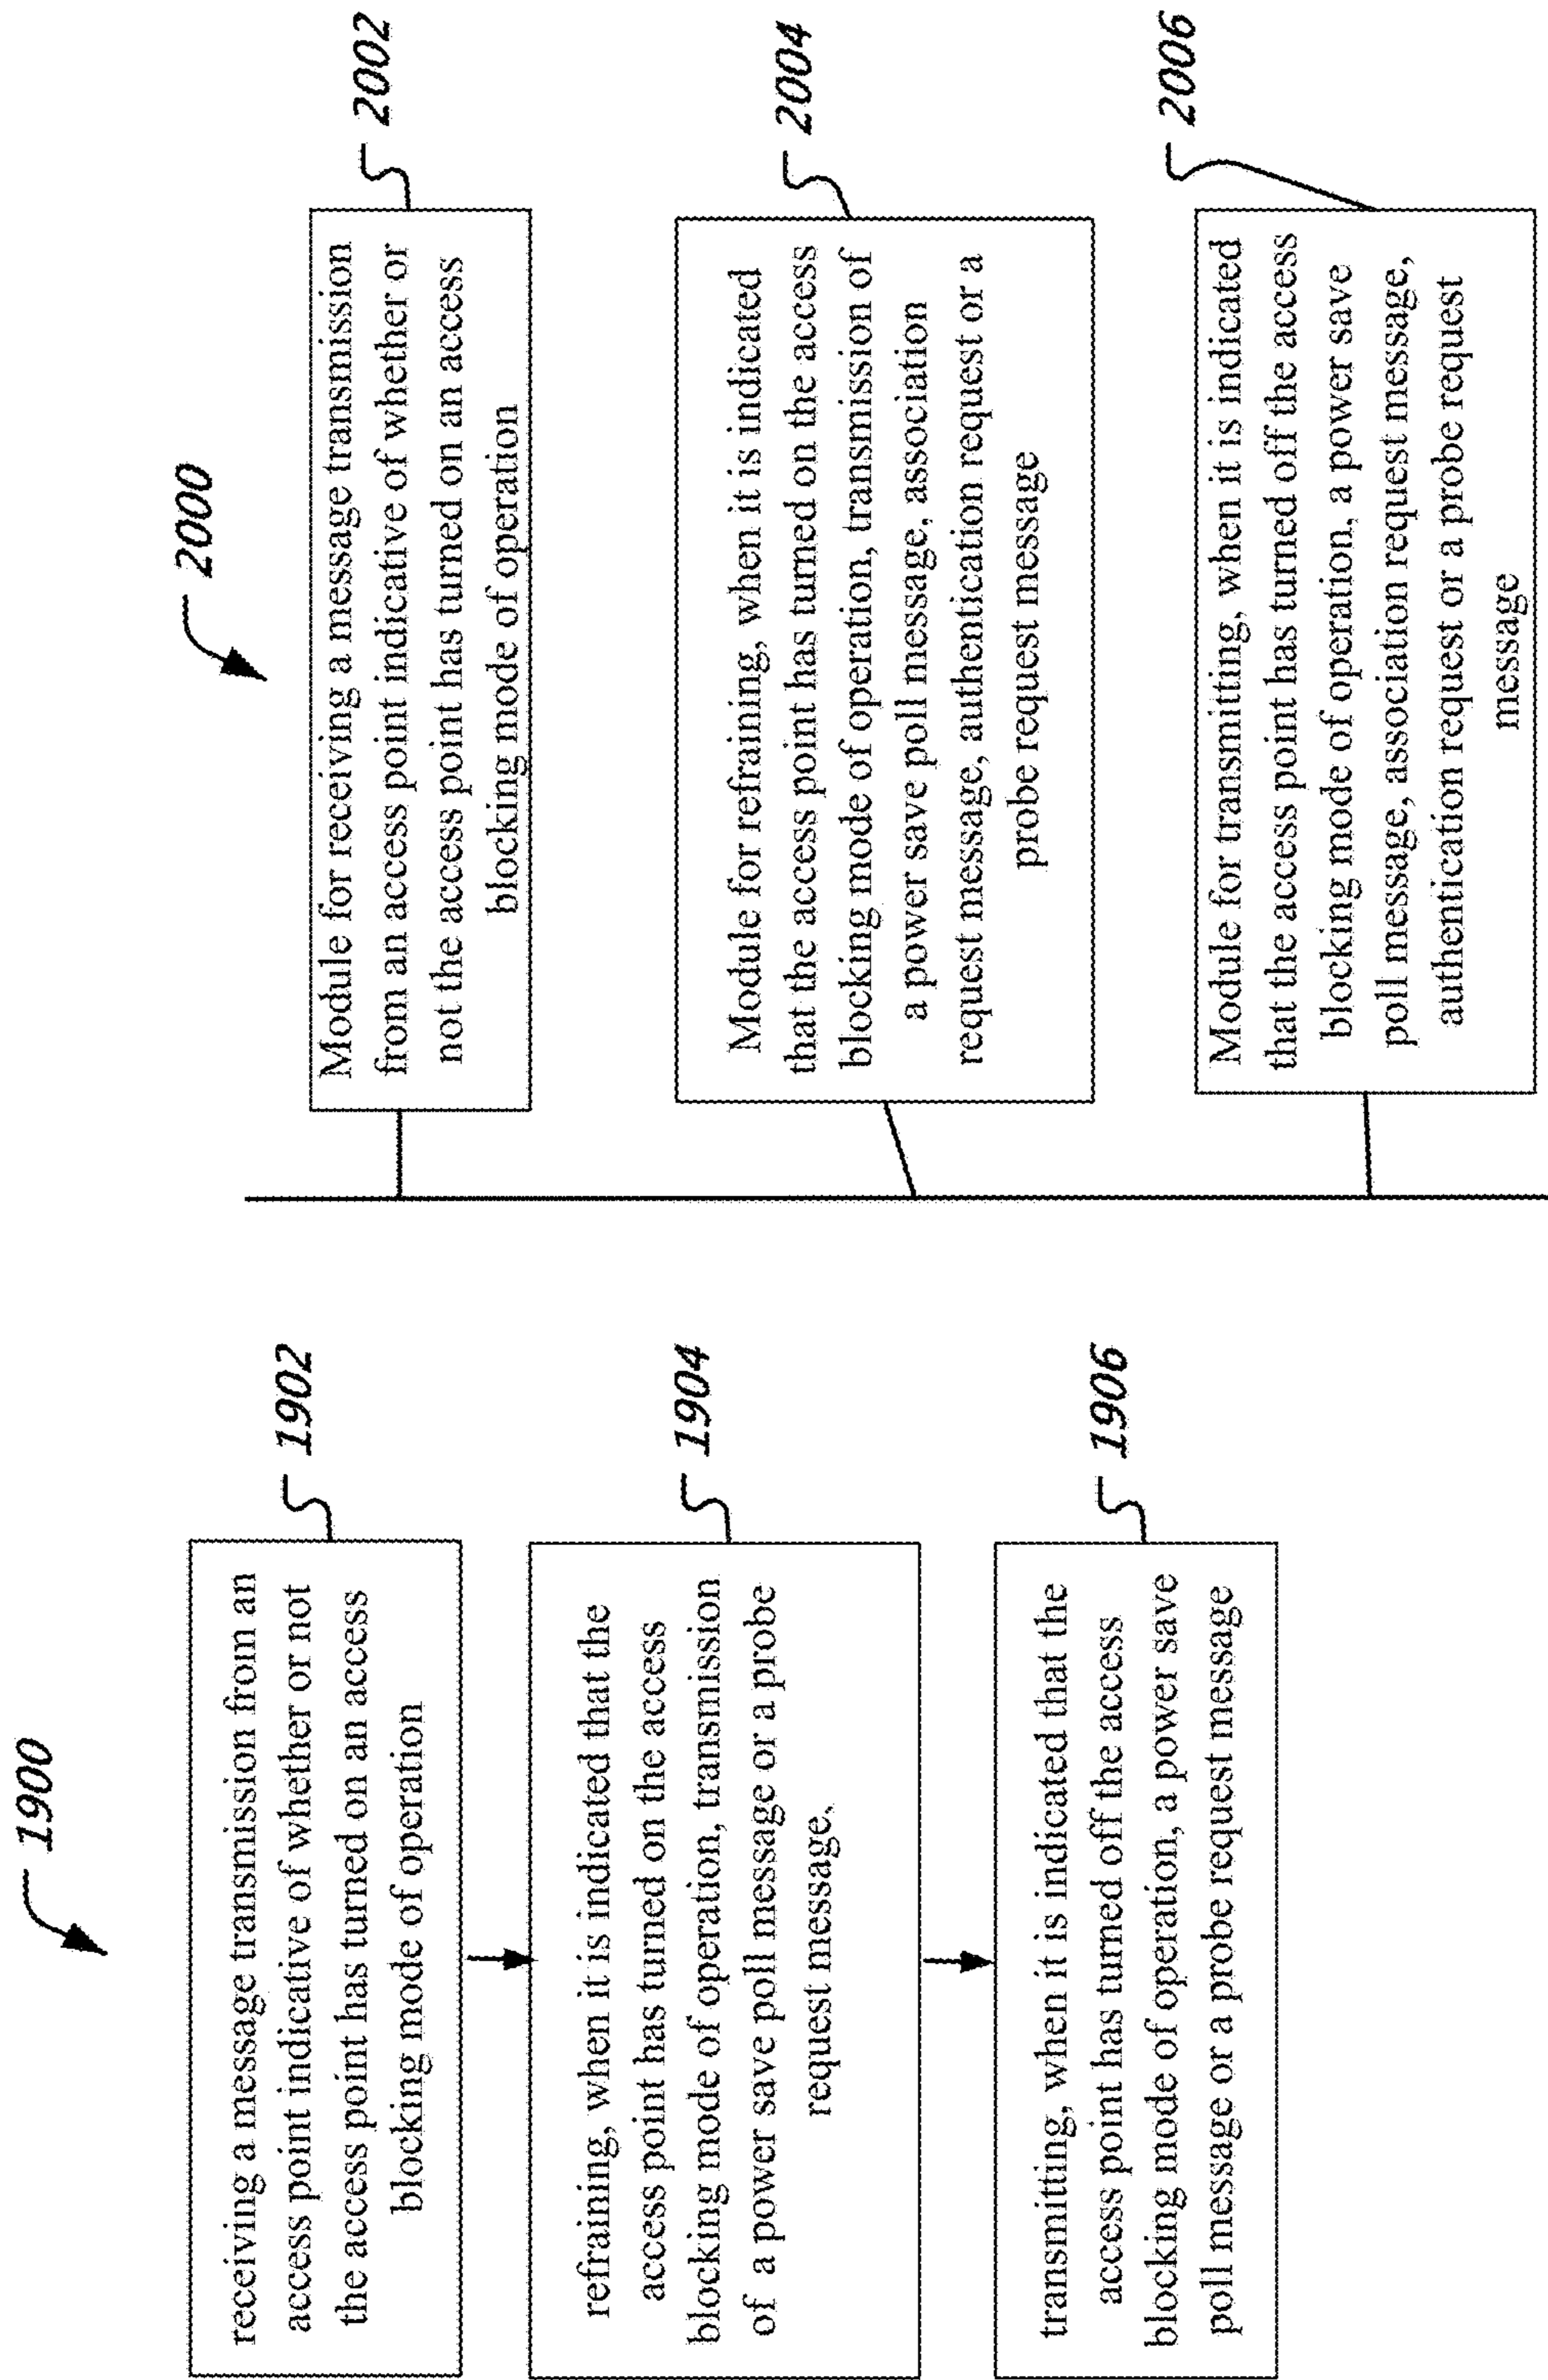 1900
receiving a message transmission from an
access point indicative of whether or not
the access point has turned on an access
blocking mode of operation
1902
refraining, when it is indicated that the
access point has turned on the access
blocking mode of operation, transmission
of a power save poll message or a probe
request message.
1904
transmitting, when it is indicated that the
access point has turned off the access
blocking mode of operation, a power save
poll message or a probe request message
1906
2000
Module for receiving a message transmission
from an access point indicative of whether or
not the access point has turned on an access
blocking mode of operation
2002
Module for refraining, when it is indicated
that the access point has turned on the access
blocking mode of operation, transmission of
a power save poll message, association
request message, authentication request or a
probe request message
2004
Module for transmitting, when it is indicated
that the access point has turned off the access
blocking mode of operation, a power save
poll message, association request message,
authentication request or a probe request
message
2006